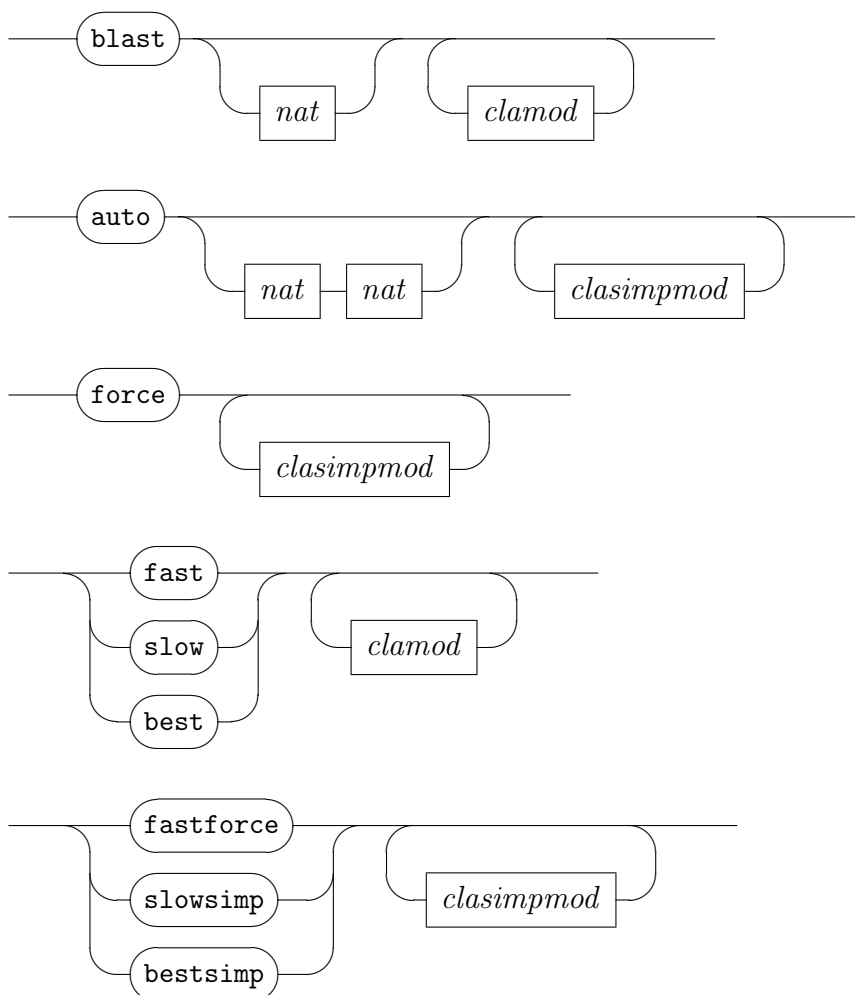 blast
nat clamod
auto
nat nat clasimpmod
force
clasimpmod
fast
slow clamod
best
fastforce
slowsimp clasimpmod
bestsimp